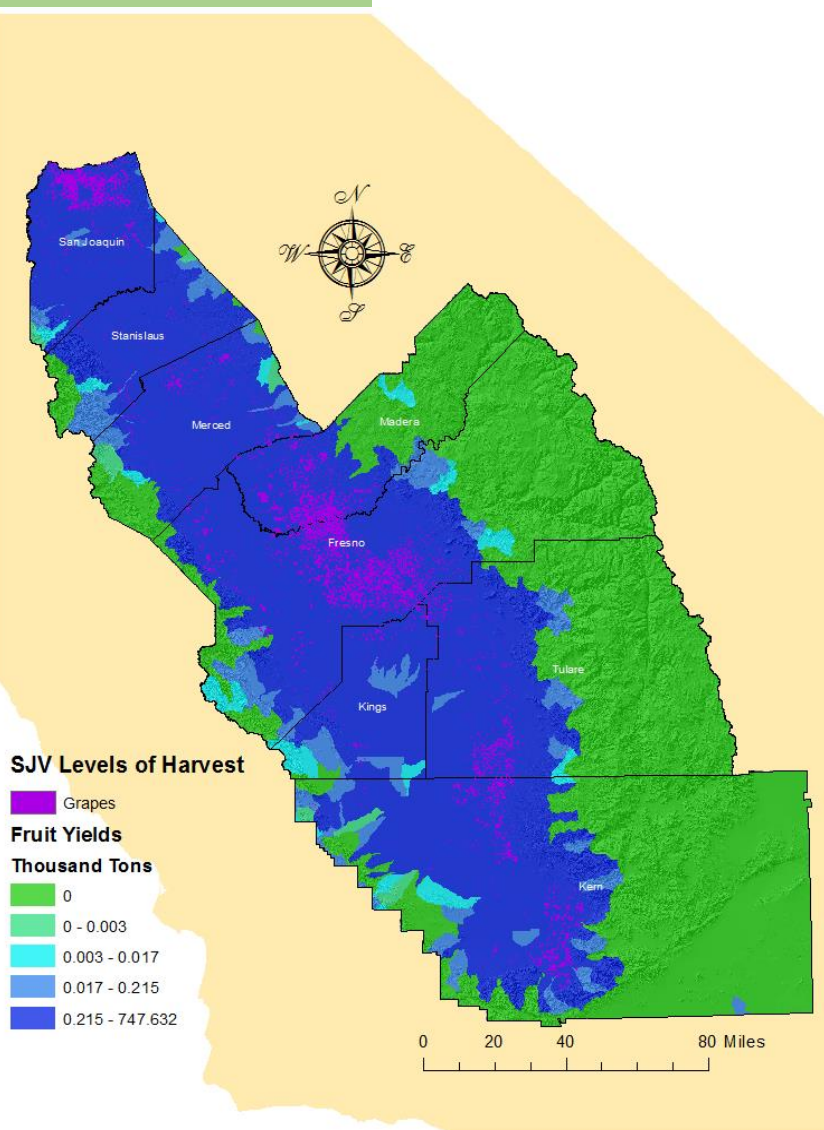 N
W
E
S
San Joaquin
Stanislaus
Merced
Madera
Fresno
Tulare
Kings
Kern
SJV Levels of Harvest
Grapes
Fruit Yields
Thousand Tons
0
0 - 0.003
0.003 - 0.017
0.017 - 0.215
0.215 - 747.632
0 20 40 80 Miles